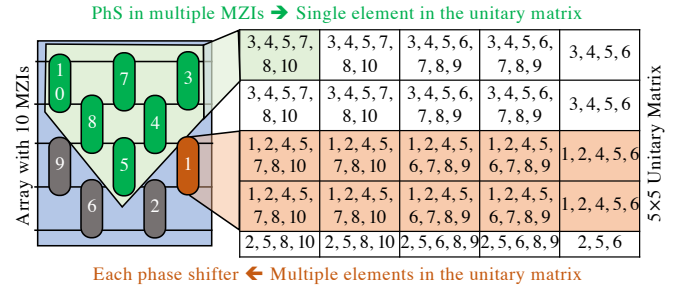 PhS in multiple MZIs ➔ Single element in the unitary matrix
Array with 10 MZIs
10
7
3
8
4
9
5
1
6
2
3, 4, 5, 7,
8, 10
3, 4, 5, 7,
8, 10
3, 4, 5, 6,
7, 8, 9
3, 4, 5, 6,
7, 8, 9
3, 4, 5, 6
3, 4, 5, 7,
8, 10
3, 4, 5, 7,
8, 10
3, 4, 5, 6,
7, 8, 9
3, 4, 5, 6,
7, 8, 9
3, 4, 5, 6
1, 2, 4, 5,
7, 8, 10
1, 2, 4, 5,
7, 8, 10
1, 2, 4, 5,
6, 7, 8, 9
1, 2, 4, 5,
6, 7, 8, 9
1, 2, 4, 5, 6
1, 2, 4, 5,
7, 8, 10
1, 2, 4, 5,
7, 8, 10
1, 2, 4, 5,
6, 7, 8, 9
1, 2, 4, 5,
6, 7, 8, 9
1, 2, 4, 5, 6
2, 5, 8, 10
2, 5, 8, 10
2, 5, 6, 8, 9
2, 5, 6, 8, 9
2, 5, 6
5×5 Unitary Matrix
Each phase shifter 🡰 Multiple elements in the unitary matrix